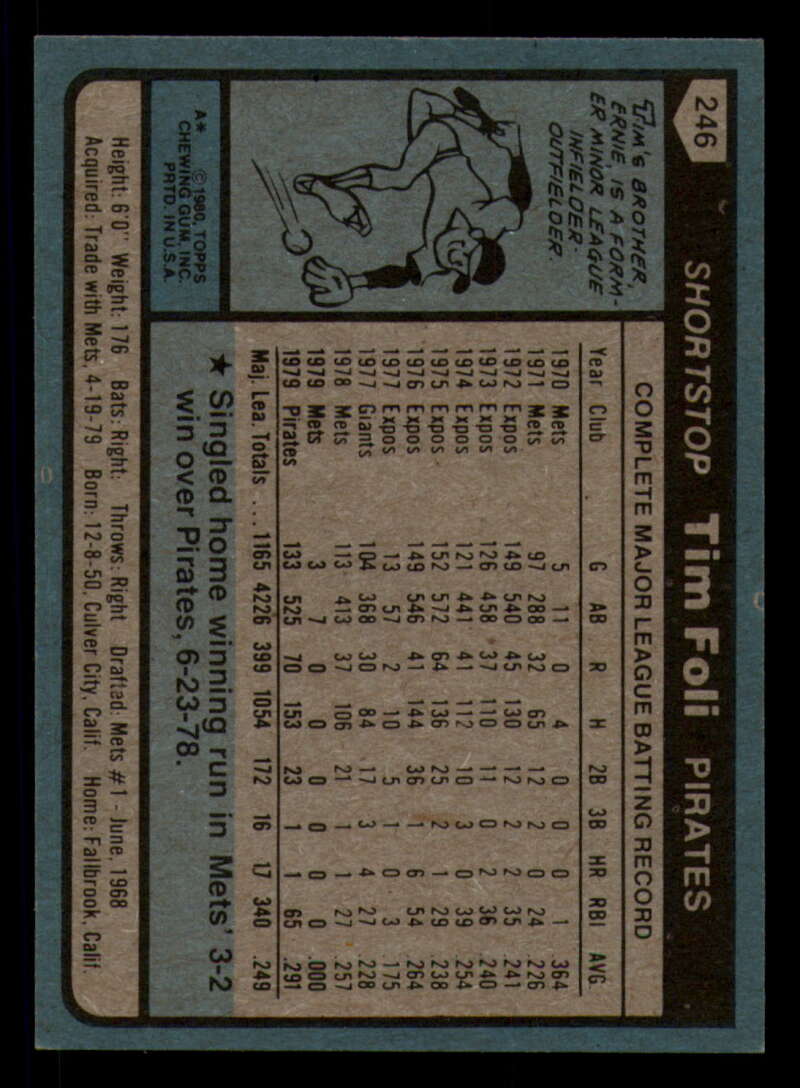 246
SHORTSTOP Tim Foli PIRATES
TIM'S BROTHER,
ERNIE, IS A FORM-
ER MINOR LEAGUE
INFIELDER-
OUTFIELDER.
A* ©1980, TOPPS
CHEWING GUM, INC.
PRTD. IN U.S.A.
COMPLETE MAJOR LEAGUE BATTING RECORD
Year Club G AB R H 2B 3B HR RBI AVG.
1970 Mets 5 11 0 4 0 0 0 1 .364
1971 Mets 97 288 32 65 12 2 0 24 .226
1972 Expos 149 540 45 130 12 2 2 35 .241
1973 Expos 126 458 37 110 11 0 2 36 .240
1974 Expos 121 441 41 112 10 3 0 39 .254
1975 Expos 152 572 64 136 25 2 1 29 .238
1976 Expos 149 546 41 144 36 1 6 54 .264
1977 Expos 13 57 2 10 5 1 0 3 .175
1977 Giants 104 368 30 84 17 3 4 27 .228
1978 Mets 113 413 37 106 21 1 1 27 .257
1979 Mets 3 7 0 0 0 0 0 0 .000
1979 Pirates 133 525 70 153 23 1 1 65 .291
Maj. Lea. Totals ... 1165 4226 399 1054 172 16 17 340 .249
★ Singled home winning run in Mets' 3-2
win over Pirates, 6-23-78.
Height: 6'0" Weight: 176 Bats: Right. Throws: Right Drafted: Mets #1 - June, 1968
Acquired: Trade with Mets, 4-19-79 Born: 12-8-50, Culver City, Calif. Home: Fallbrook, Calif.